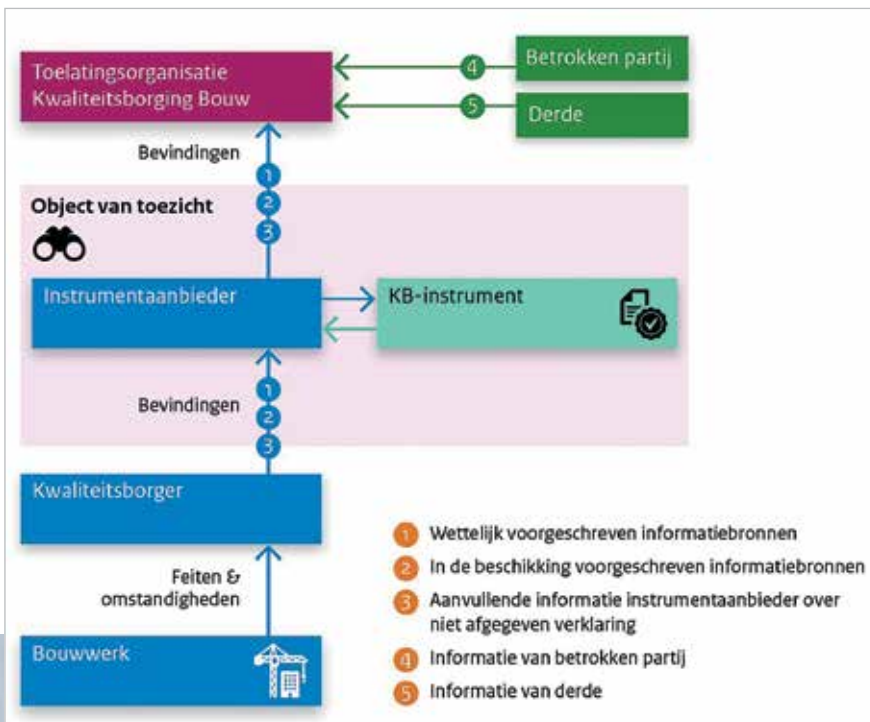 Toelatingsorganisatie
Kwaliteitsborging Bouw
4
Betrokken partij
5
Derde
Bevindingen
1
2
3
Object van toezicht
Instrumentaanbieder
KB-instrument
Bevindingen
1
2
3
Kwaliteitsborger
Feiten &
omstandigheden
Bouwwerk
1 Wettelijk voorgeschreven informatiebronnen
2 In de beschikking voorgeschreven informatiebronnen
3 Aanvullende informatie instrumentaanbieder over
niet afgegeven verklaring
4 Informatie van betrokken partij
5 Informatie van derde